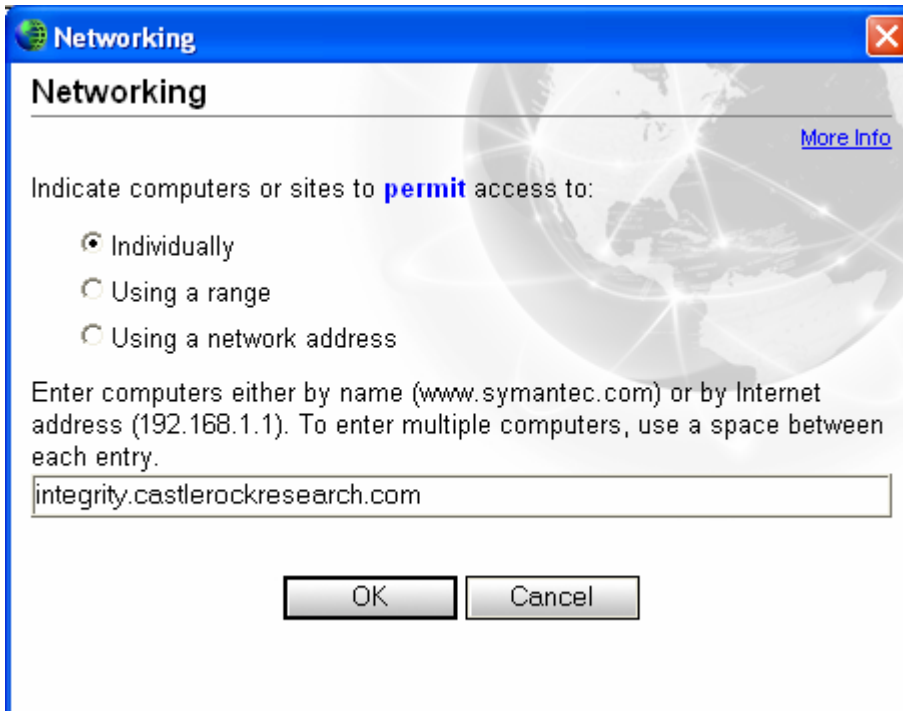 Networking
Networking
More Info
Indicate computers or sites to permit access to:
Individually
Using a range
Using a network address
Enter computers either by name (www.symantec.com) or by Internet
address (192.168.1.1). To enter multiple computers, use a space between
each entry.
integrity.castlerockresearch.com
OK
Cancel